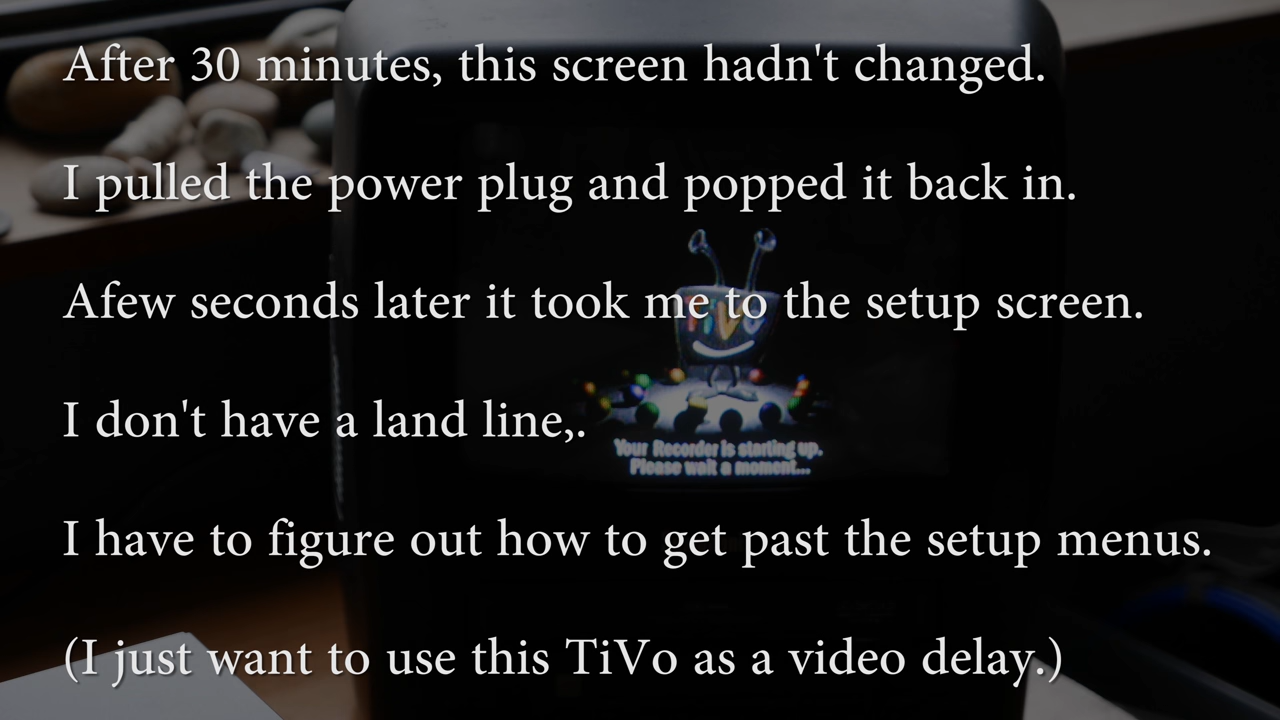 After 30 minutes, this screen hadn't changed.
I pulled the power plug and popped it back in.
Afew seconds later it took me to the setup screen.
TiVo
I don't have a land line,.
Your Recorder is starting up.
Please wait a moment...
I have to figure out how to get past the setup menus.
(I just want to use this TiVo as a video delay.)